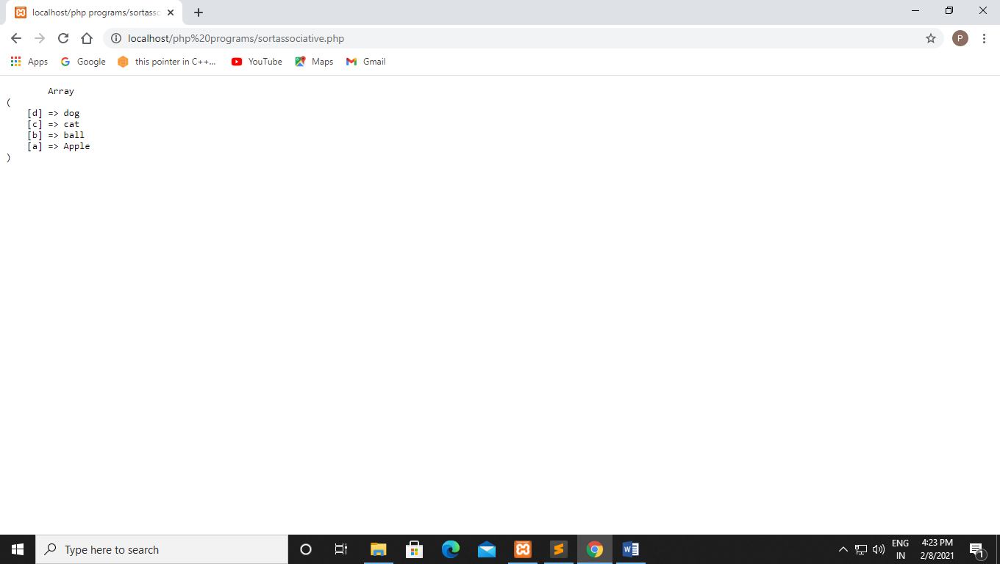 localhost/php programs/sortassc
localhost/php%20programs/sortassociative.php
P
Apps
Google
this pointer in C++...
YouTube
Maps
Gmail
Array
(
[d] => dog
[c] => cat
[b] => ball
[a] => Apple
)
Type here to search
ENG
IN
4:23 PM
2/8/2021
1